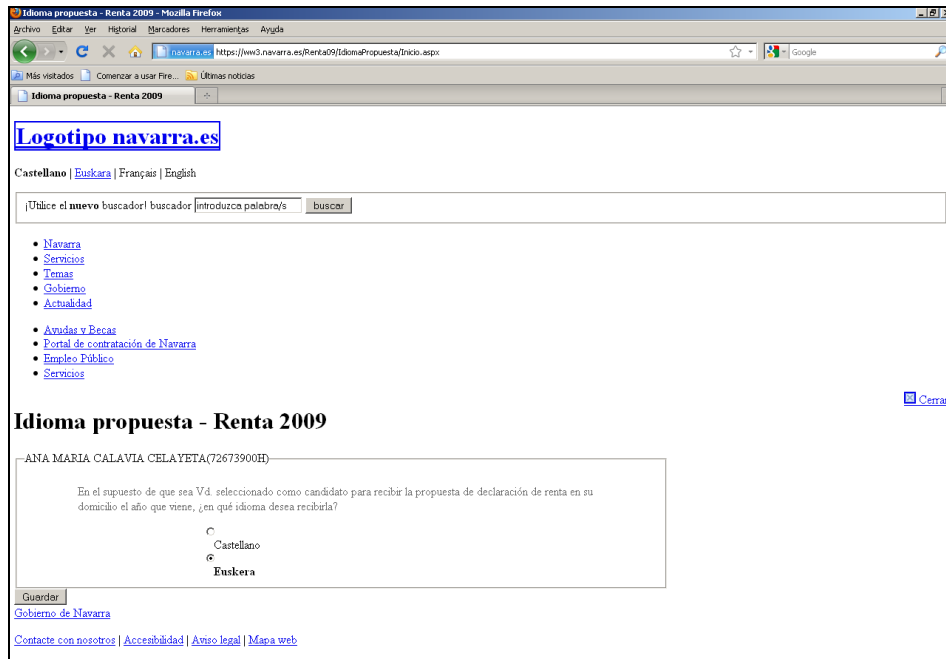 Idioma propuesta - Renta 2009 - Mozilla Firefox
Archivo Editar Ver Historial Marcadores Herramientas Ayuda
navarra.es https://ww3.navarra.es/Renta09/IdiomaPropuesta/Inicio.aspx Google
Más visitados Comenzar a usar Fire... Últimas noticias
Idioma propuesta - Renta 2009
Logotipo navarra.es
Castellano | Euskara | Français | English
¡Utilice el nuevo buscador! buscador introduzca palabra/s buscar
• Navarra
• Servicios
• Temas
• Gobierno
• Actualidad
• Ayudas y Becas
• Portal de contratación de Navarra
• Empleo Público
• Servicios
Cerrar
Idioma propuesta - Renta 2009
ANA MARIA CALAVIA CELAYETA(72673900H)
En el supuesto de que sea Vd. seleccionado como candidato para recibir la propuesta de declaración de renta en su
domicilio el año que viene, ¿en qué idioma desea recibirla?
Castellano
Euskera
Guardar
Gobierno de Navarra
Contacte con nosotros | Accesibilidad | Aviso legal | Mapa web